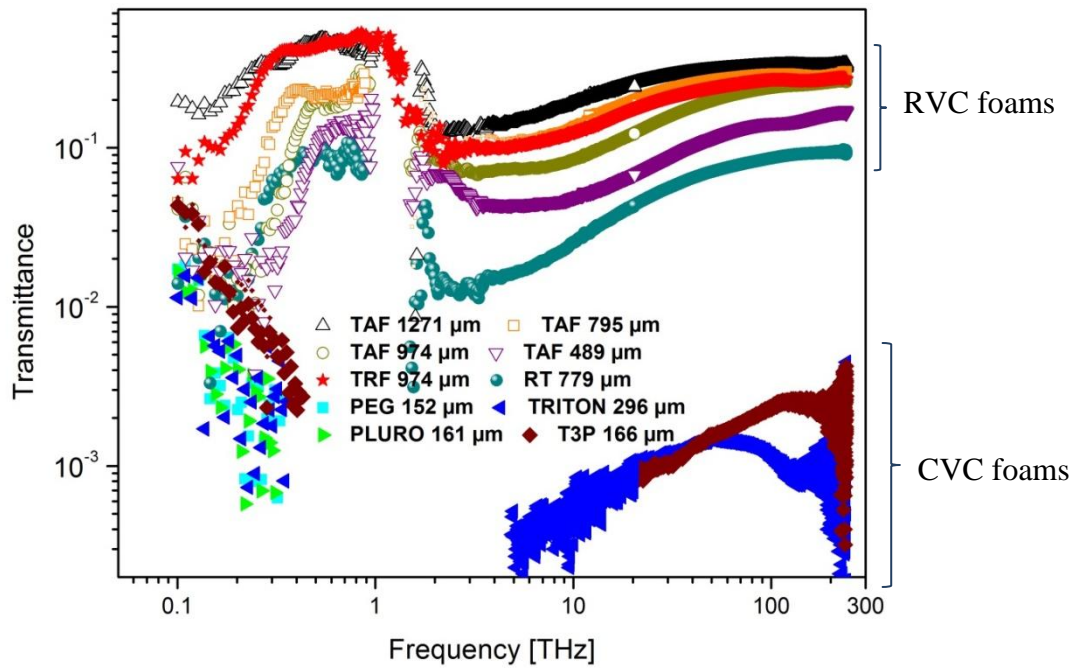 10⁰
RVC foams
10⁻¹
Transmittance
10⁻²
TAF 1271 µm TAF 795 µm
TAF 974 µm TAF 489 µm
TRF 974 µm RT 779 µm
PEG 152 µm TRITON 296 µm
PLURO 161 µm T3P 166 µm
10⁻³
CVC foams
0.1 1 10 100 300
Frequency [THz]